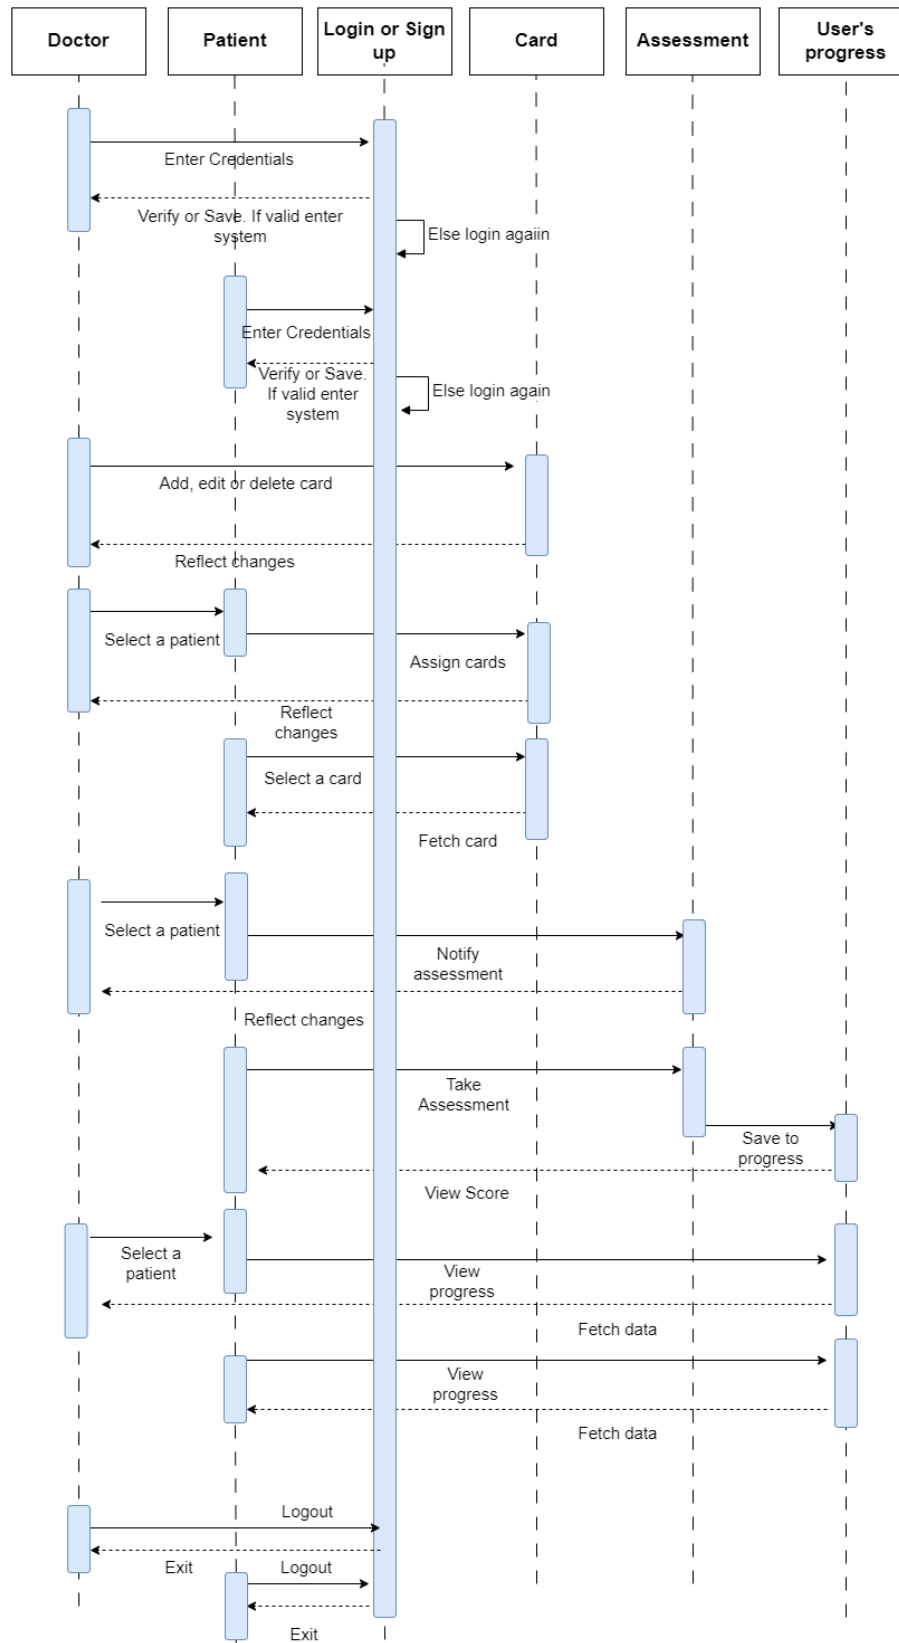 Doctor
Patient
Login or Sign
up
Card
Assessment
User's
progress
Enter Credentials
Verify or Save. If valid enter
system
Else login agaiin
Enter Credentials
Verify or Save.
If valid enter
system
Else login again
Add, edit or delete card
Reflect changes
Select a patient
Assign cards
Reflect
changes
Select a card
Fetch card
Select a patient
Notify
assessment
Reflect changes
Take
Assessment
Save to
progress
View Score
Select a
patient
View
progress
Fetch data
View
progress
Fetch data
Logout
Exit
Logout
Exit